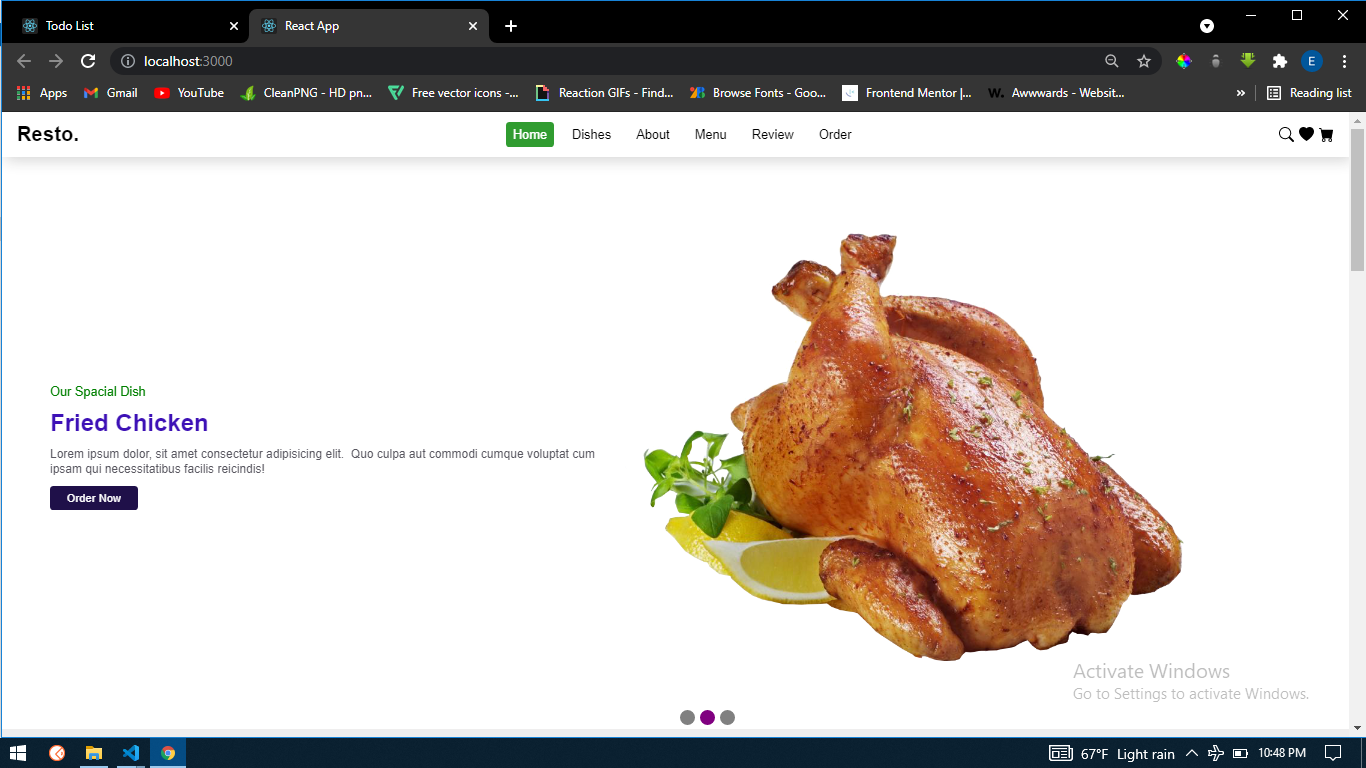 Todo List
React App
localhost:3000
E
Apps
Gmail
YouTube
CleanPNG - HD pn...
Free vector icons -...
Reaction GIFs - Find...
Browse Fonts - Goo...
Frontend Mentor |...
W.
Awwwards - Websit...
»
Reading list
Resto.
Home
Dishes
About
Menu
Review
Order
Our Spacial Dish
Fried Chicken
Lorem ipsum dolor, sit amet consectetur adipisicing elit.  Quo culpa aut commodi cumque voluptat cum
ipsam qui necessitatibus facilis reicindis!
Order Now
Activate Windows
Go to Settings to activate Windows.
67°F Light rain
10:48 PM